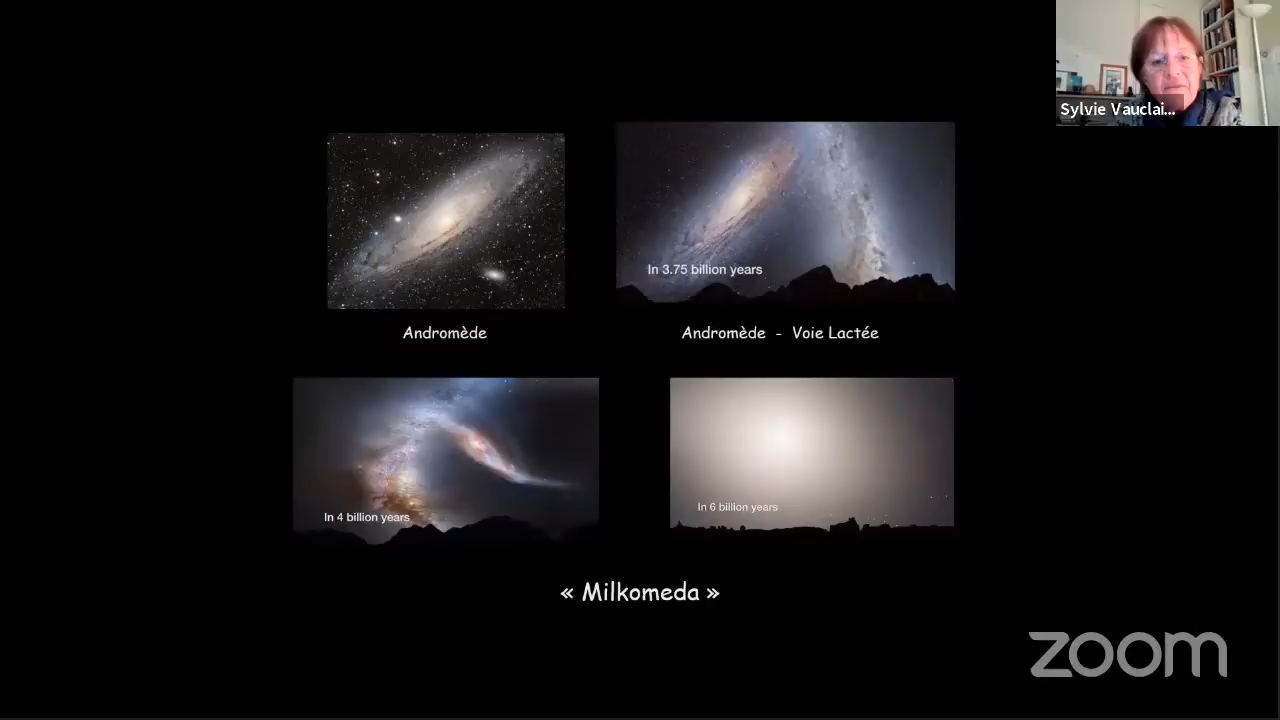 Sylvie Vauclai...
In 3.75 billion years
Andromède
Andromède - Voie Lactée
In 4 billion years
In 6 billion years
« Milkomeda »
zoom